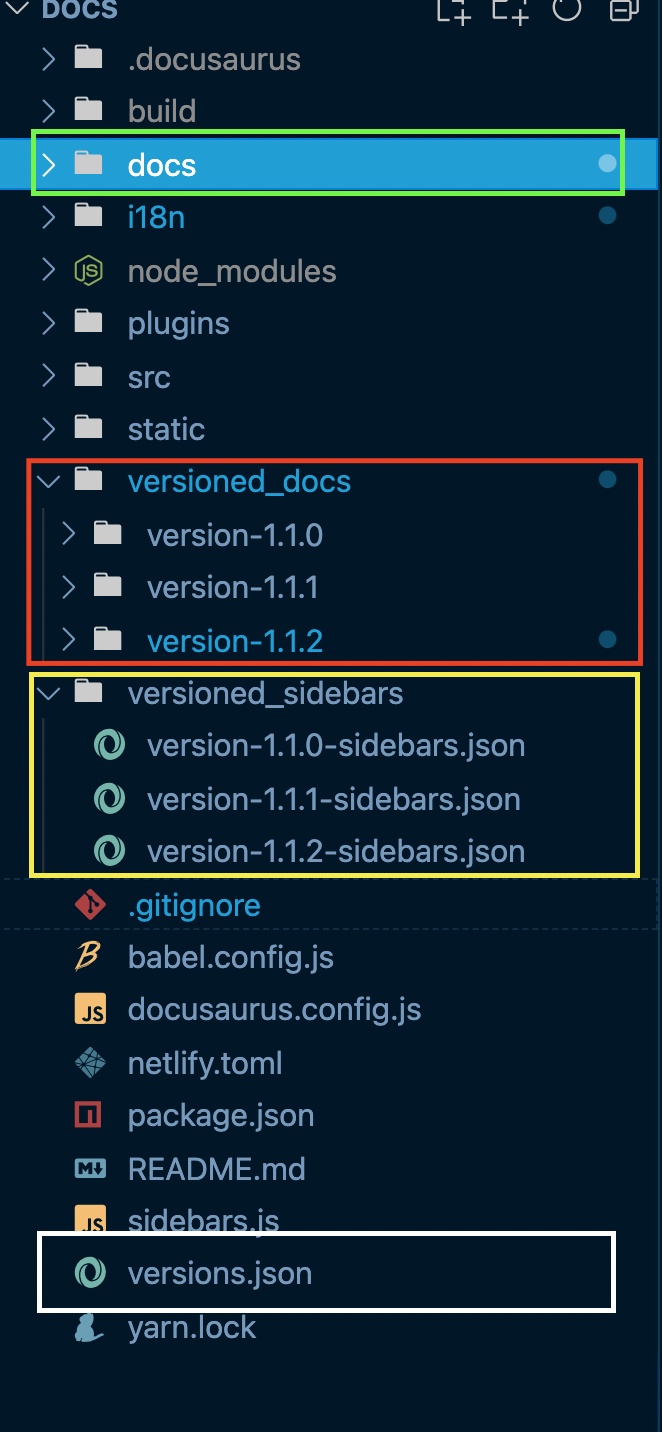 DOCS
.docusaurus
build
docs
i18n
JS node_modules
plugins
src
static
versioned_docs
version-1.1.0
version-1.1.1
version-1.1.2
versioned_sidebars
version-1.1.0-sidebars.json
version-1.1.1-sidebars.json
version-1.1.2-sidebars.json
.gitignore
B babel.config.js
JS docusaurus.config.js
netlify.toml
package.json
M README.md
JS sidebars.js
versions.json
yarn.lock